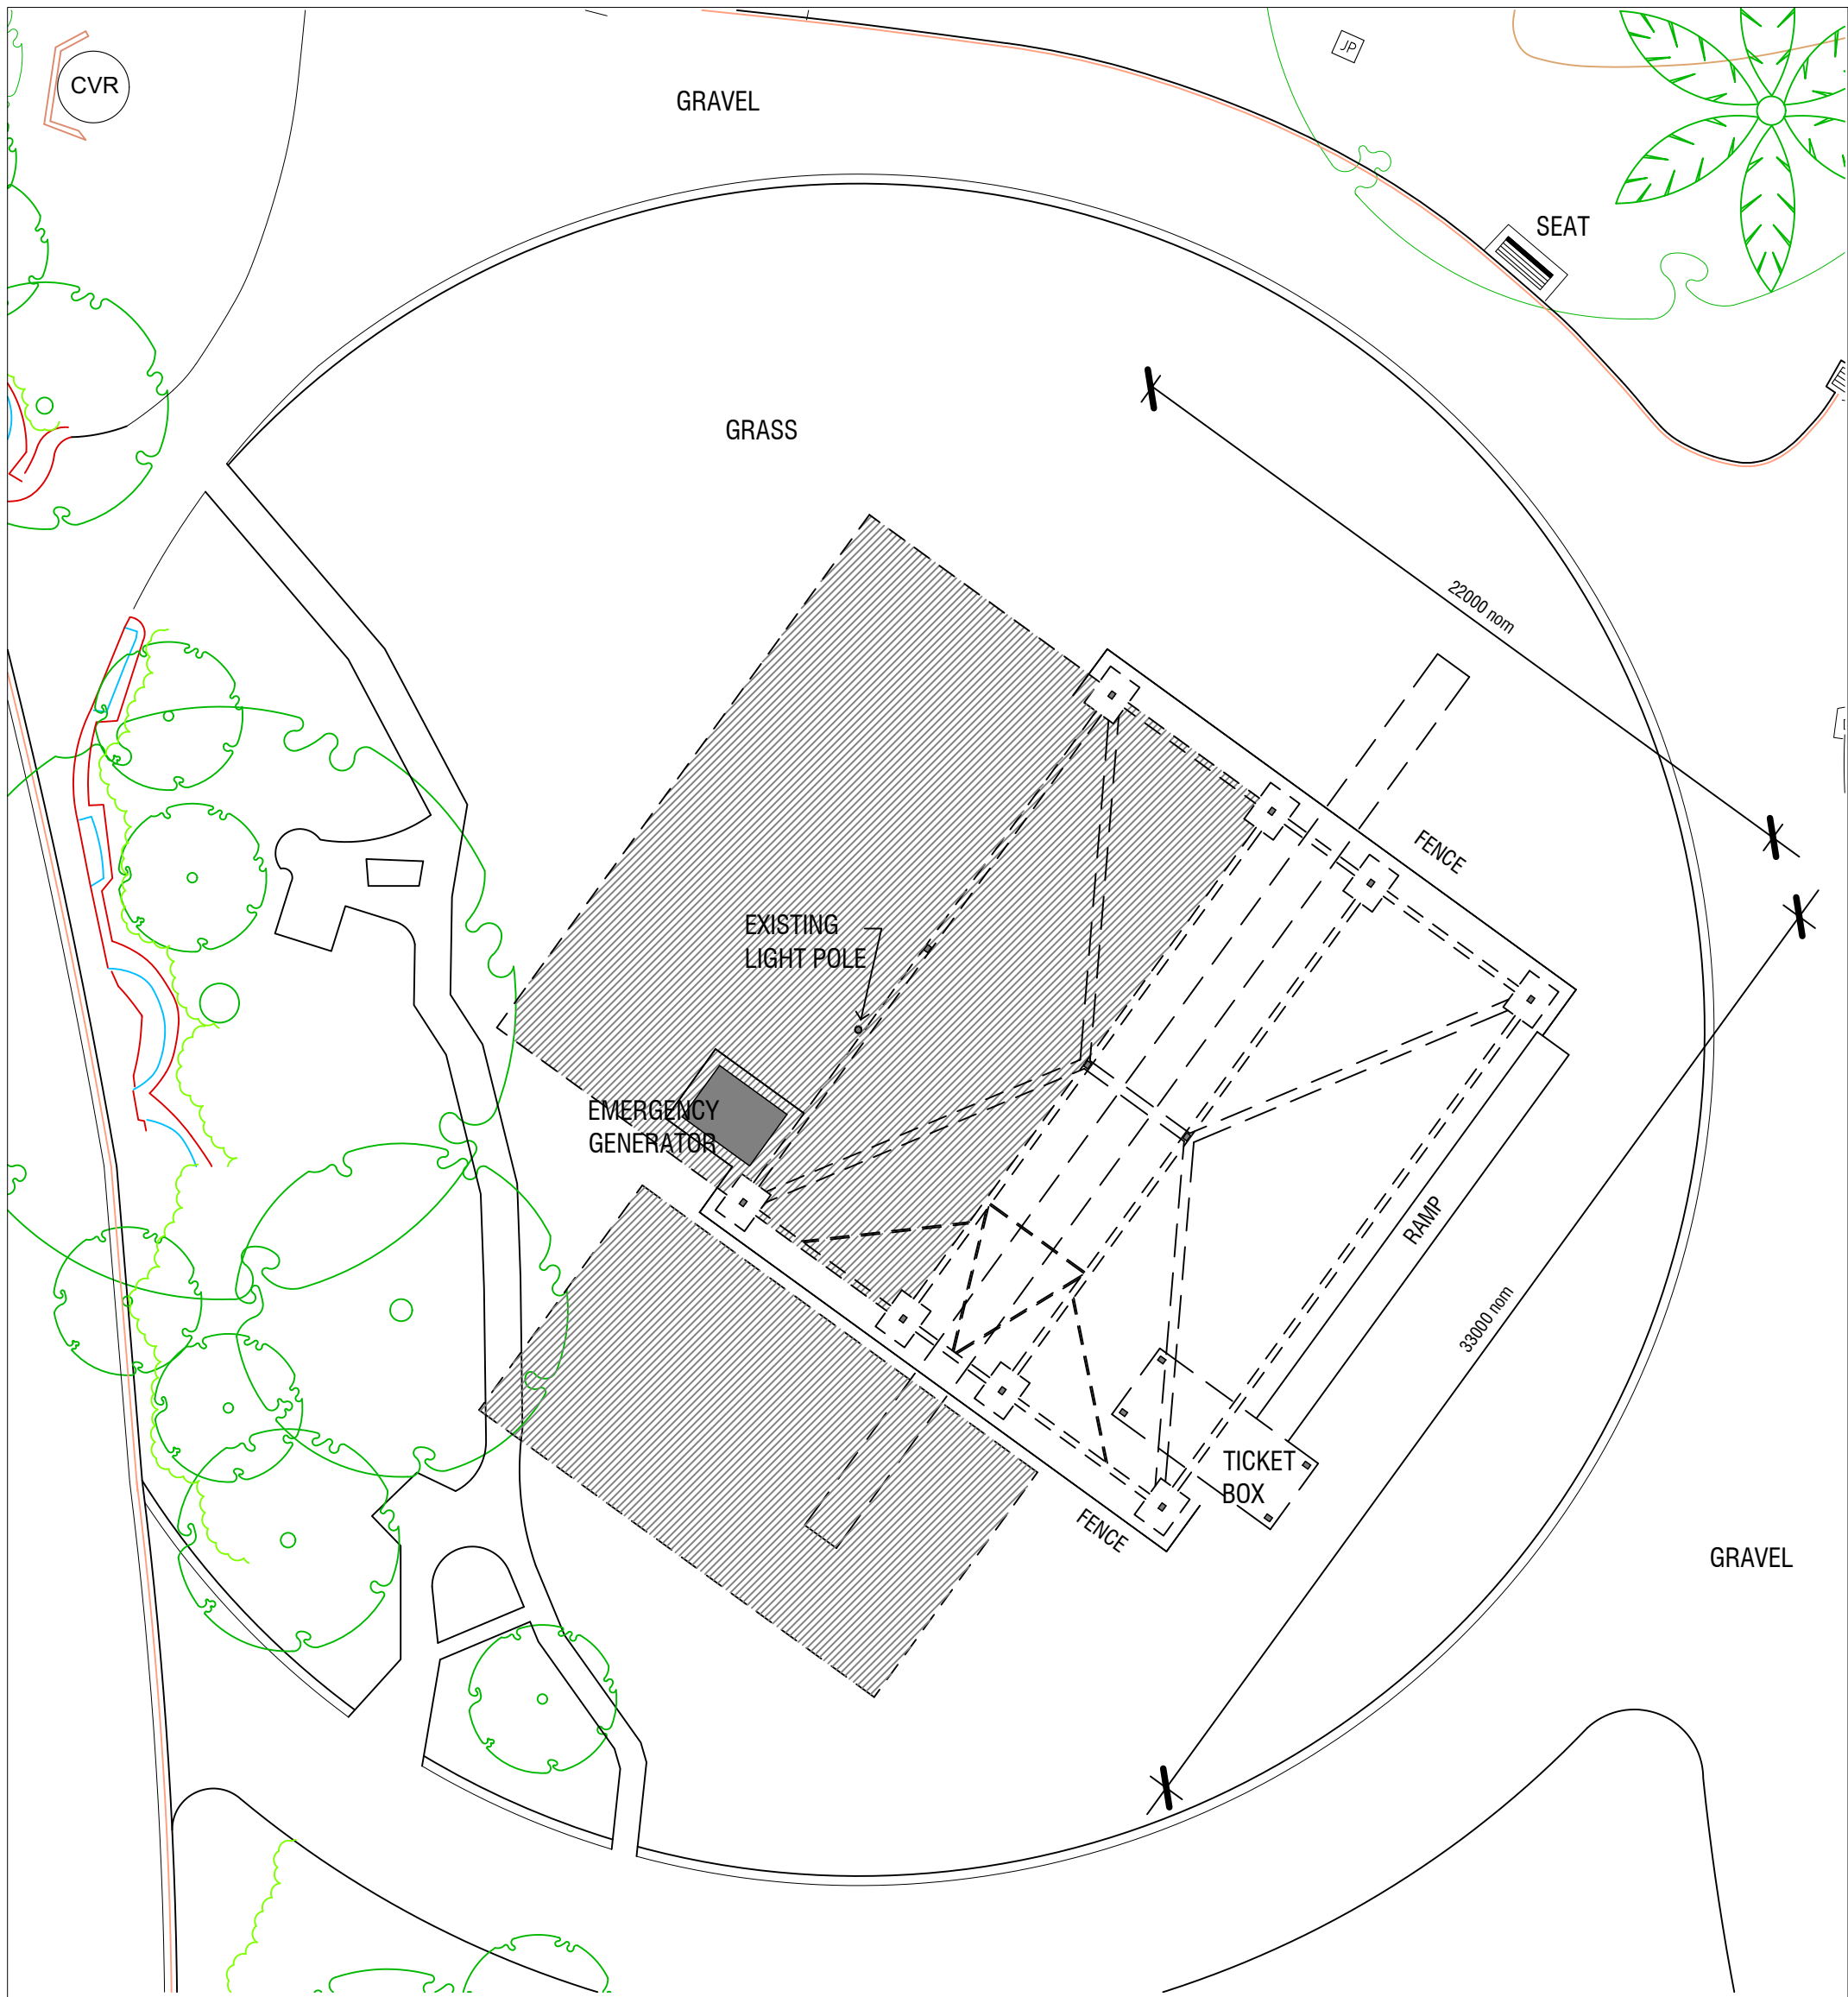 JP
CVR
GRAVEL
SEAT
GRASS
22000 nom
FENCE
EXISTING
LIGHT POLE
EMERGENCY
GENERATOR
RAMP
33000 nom
TICKET
BOX
FENCE
GRAVEL